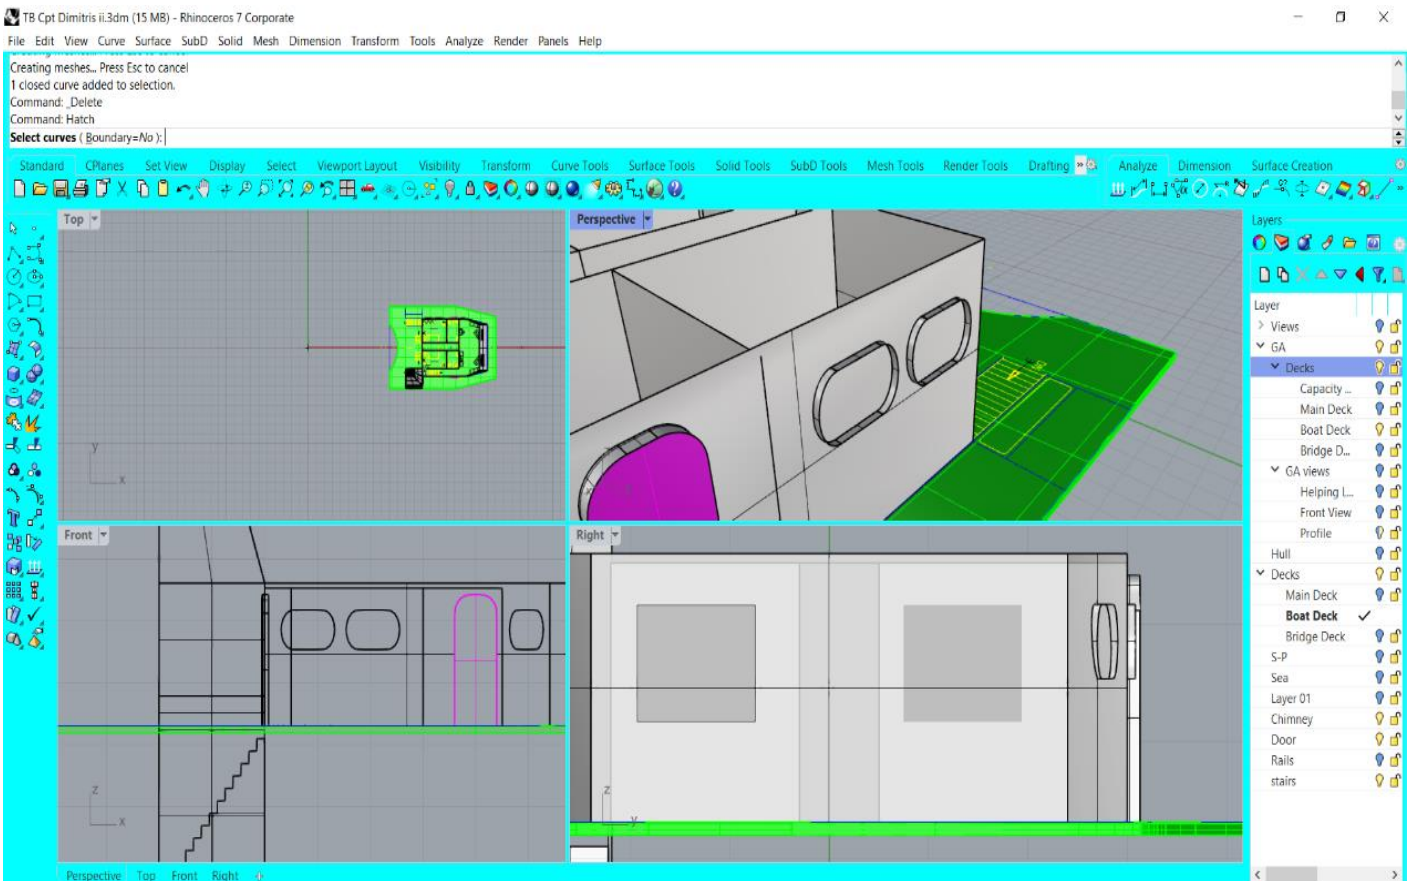 TB Cpt Dimitris ii.3dm (15 MB) - Rhinoceros 7 Corporate
File Edit View Curve Surface SubD Solid Mesh Dimension Transform Tools Analyze Render Panels Help
Creating meshes... Press Esc to cancel
1 closed curve added to selection.
Command: _Delete
Command: Hatch
Select curves ( Boundary=No ):
Standard CPlanes Set View Display Select Viewport Layout Visibility Transform Curve Tools Surface Tools Solid Tools SubD Tools Mesh Tools Render Tools Drafting » Analyze Dimension Surface Creation
Top
y
x
Perspective
Front
z
x
Right
z
y
Perspective Top Front Right
Layers
Layer
Views
GA
Decks
Capacity ...
Main Deck
Boat Deck
Bridge D...
GA views
Helping L...
Front View
Profile
Hull
Decks
Main Deck
Boat Deck
Bridge Deck
S-P
Sea
Layer 01
Chimney
Door
Rails
stairs